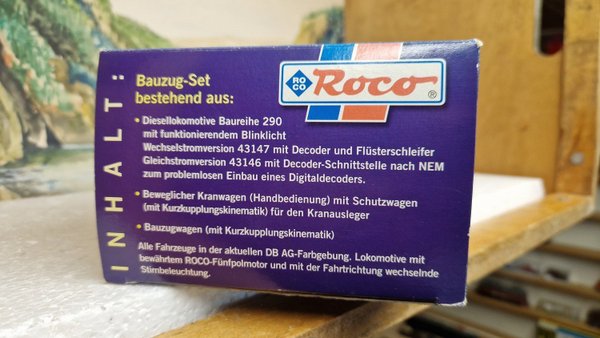 INHALT:
Bauzug-Set
bestehend aus:
RO
CO
Roco
®
• Diesellokomotive Baureihe 290
mit funktionierendem Blinklicht
Wechselstromversion 43147 mit Decoder und Flüsterschleifer
Gleichstromversion 43146 mit Decoder-Schnittstelle nach NEM
zum problemlosen Einbau eines Digitaldecoders.
• Beweglicher Kranwagen (Handbedienung) mit Schutzwagen
(mit Kurzkupplungskinematik) für den Kranausleger
• Bauzugwagen (mit Kurzkupplungskinematik)
Alle Fahrzeuge in der aktuellen DB AG-Farbgebung. Lokomotive mit
bewährtem ROCO-Fünfpolmotor und mit der Fahrtrichtung wechselnde
Stirnbeleuchtung.